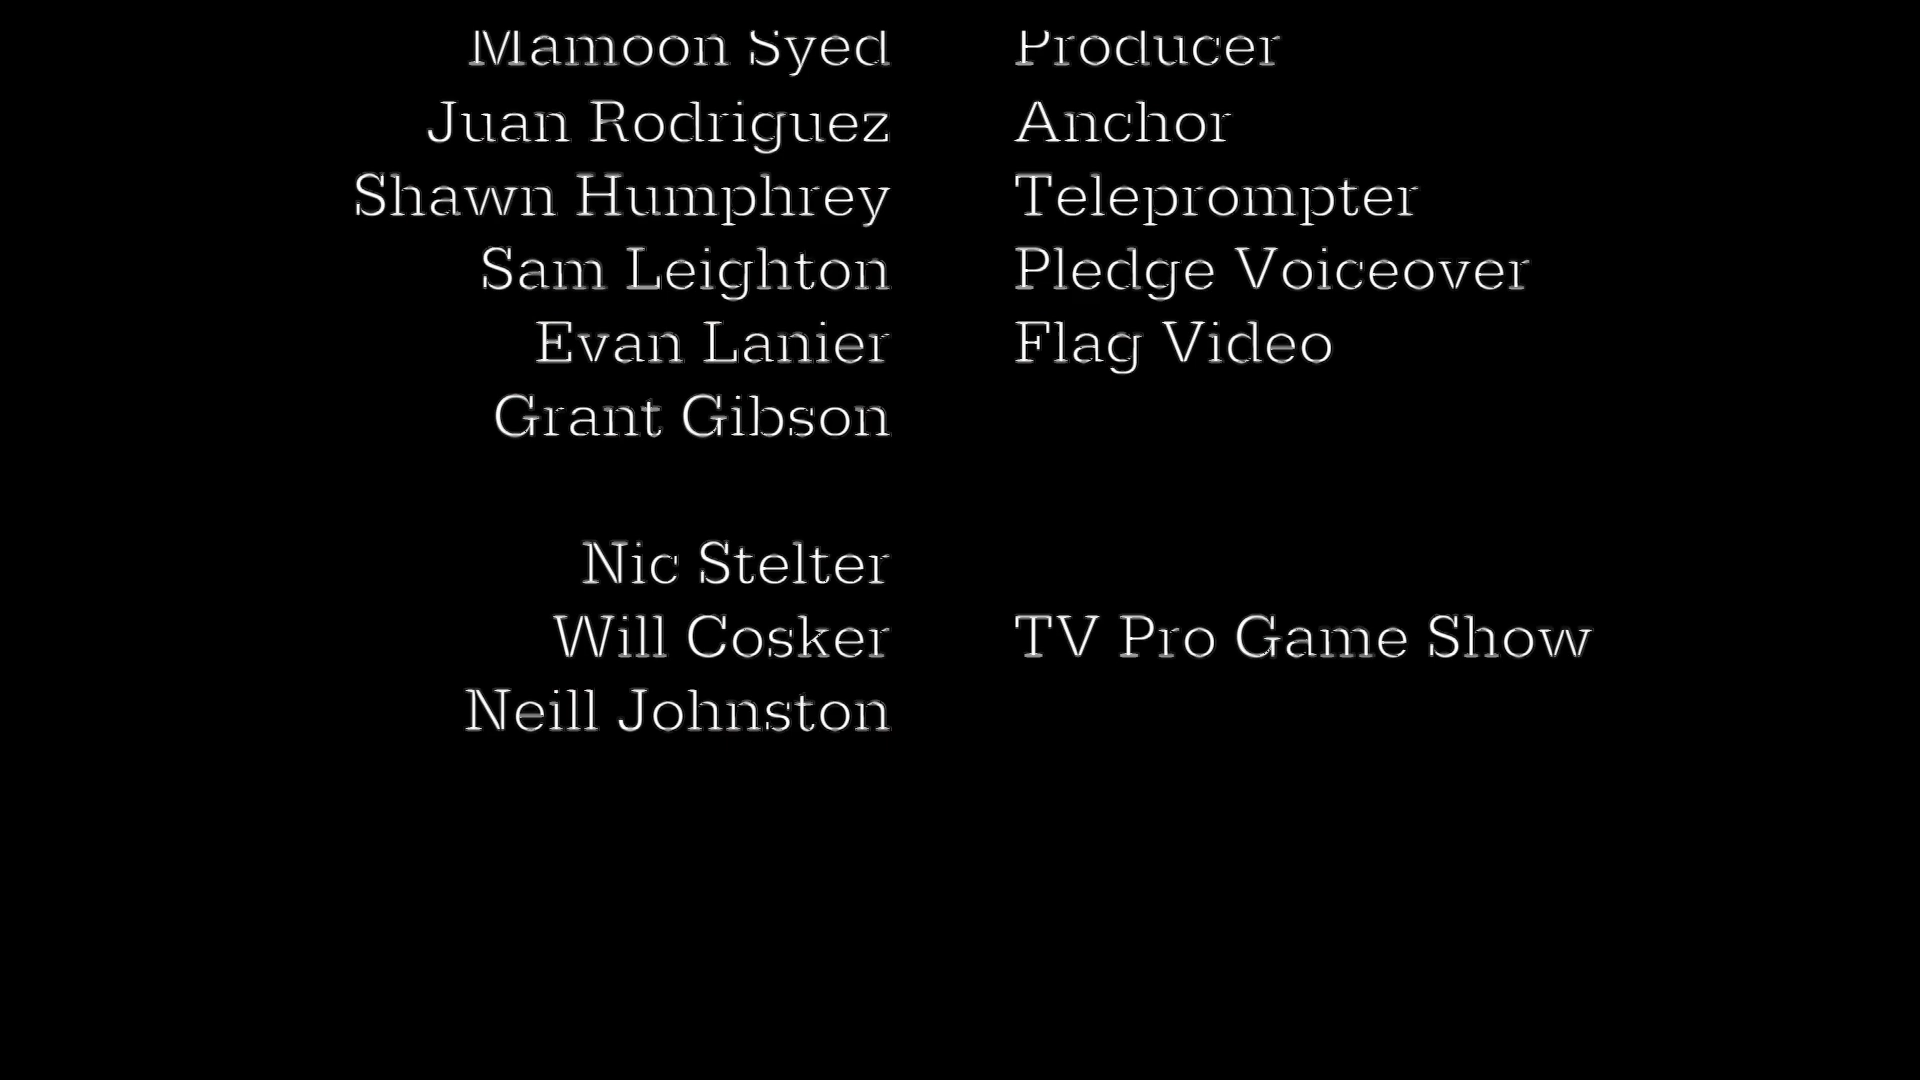 Mamoon Syed Producer
Juan Rodriguez Anchor
Shawn Humphrey Teleprompter
Sam Leighton Pledge Voiceover
Evan Lanier Flag Video
Grant Gibson
Nic Stelter
Will Cosker TV Pro Game Show
Neill Johnston